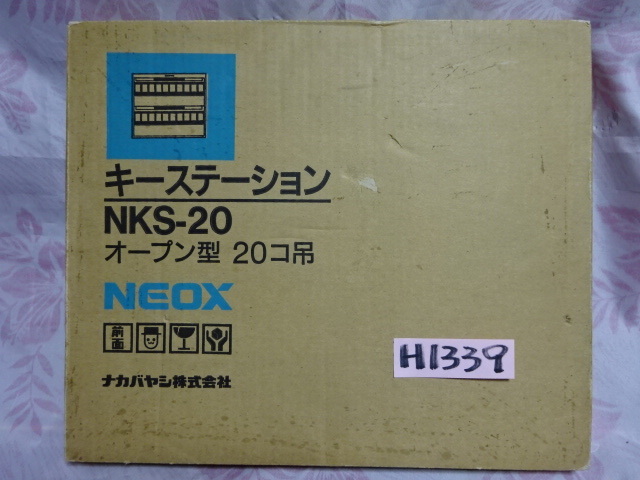 キーステーション
NKS-20
オープン型 20コ吊
NEOX
前面
H1339
ナカバヤシ株式会社